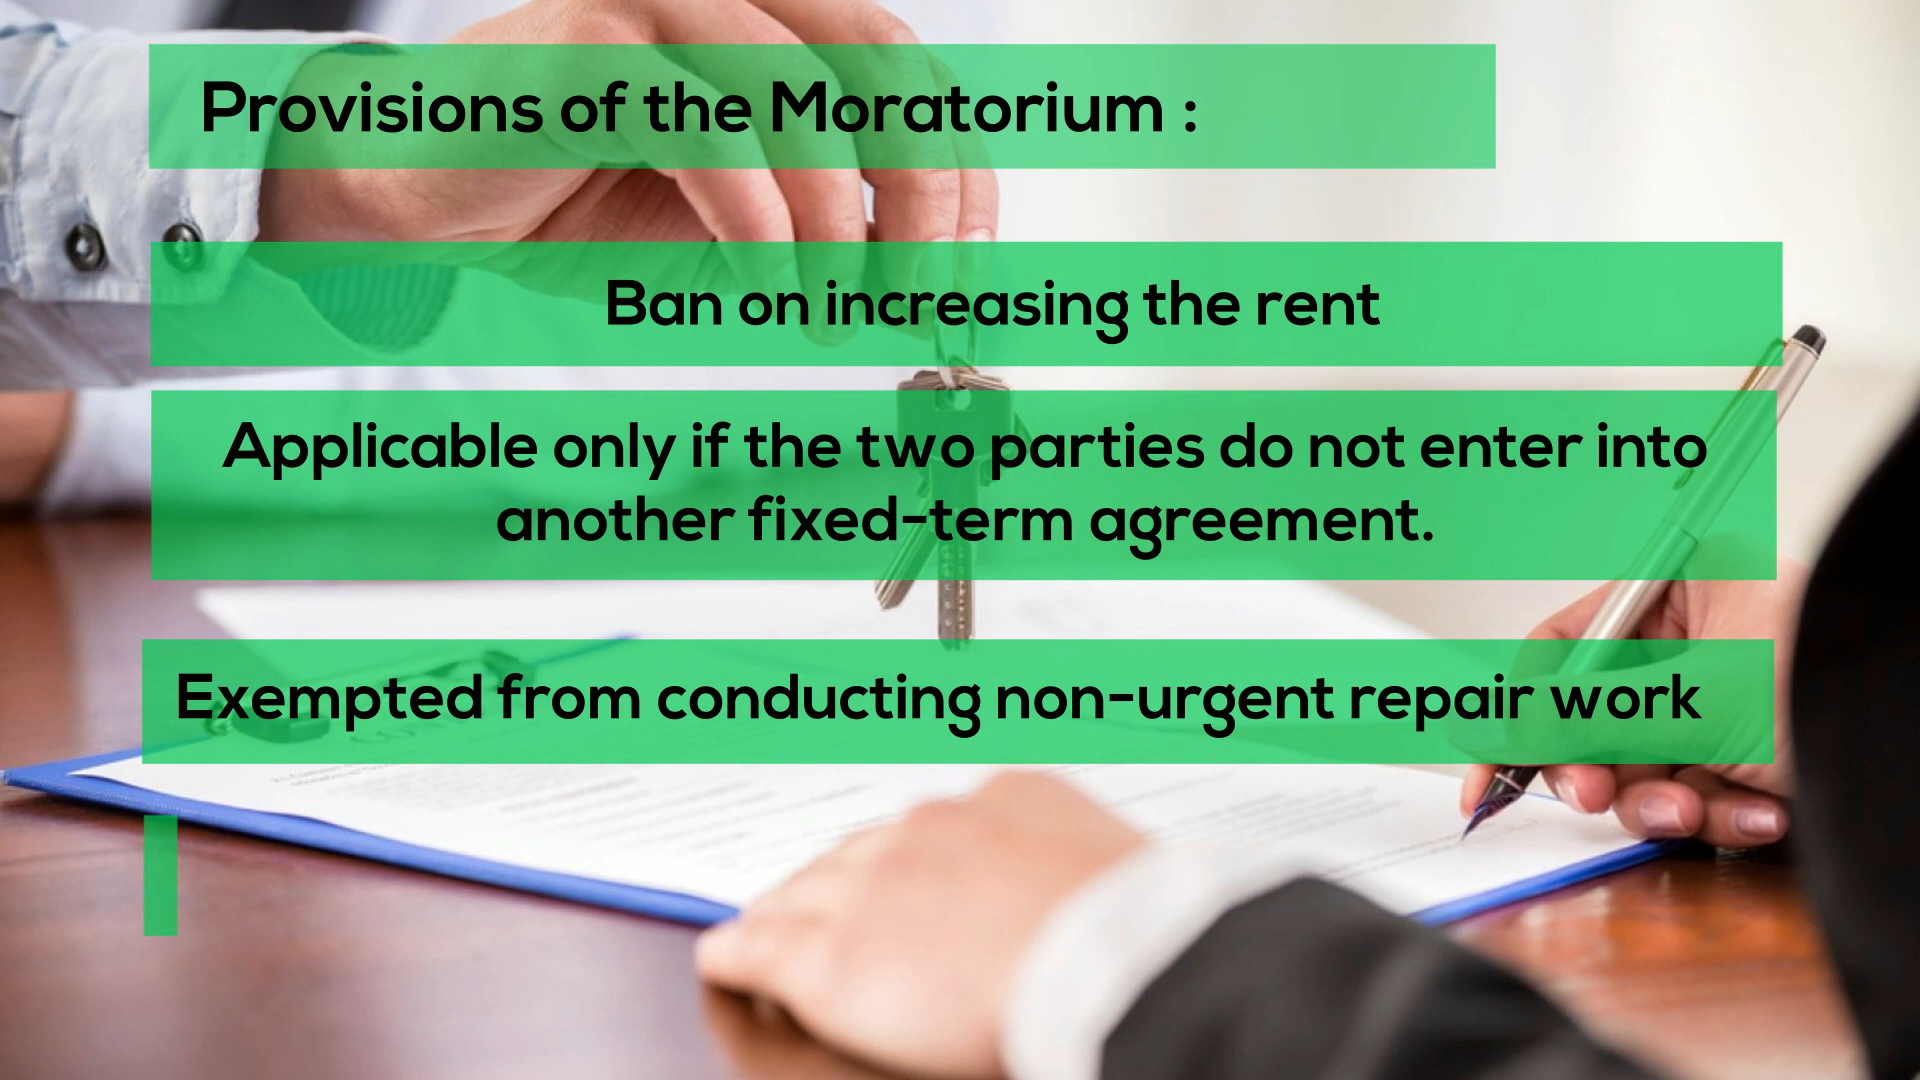 Provisions of the Moratorium :
Ban on increasing the rent
Applicable only if the two parties do not enter into
another fixed-term agreement.
Exempted from conducting non-urgent repair work